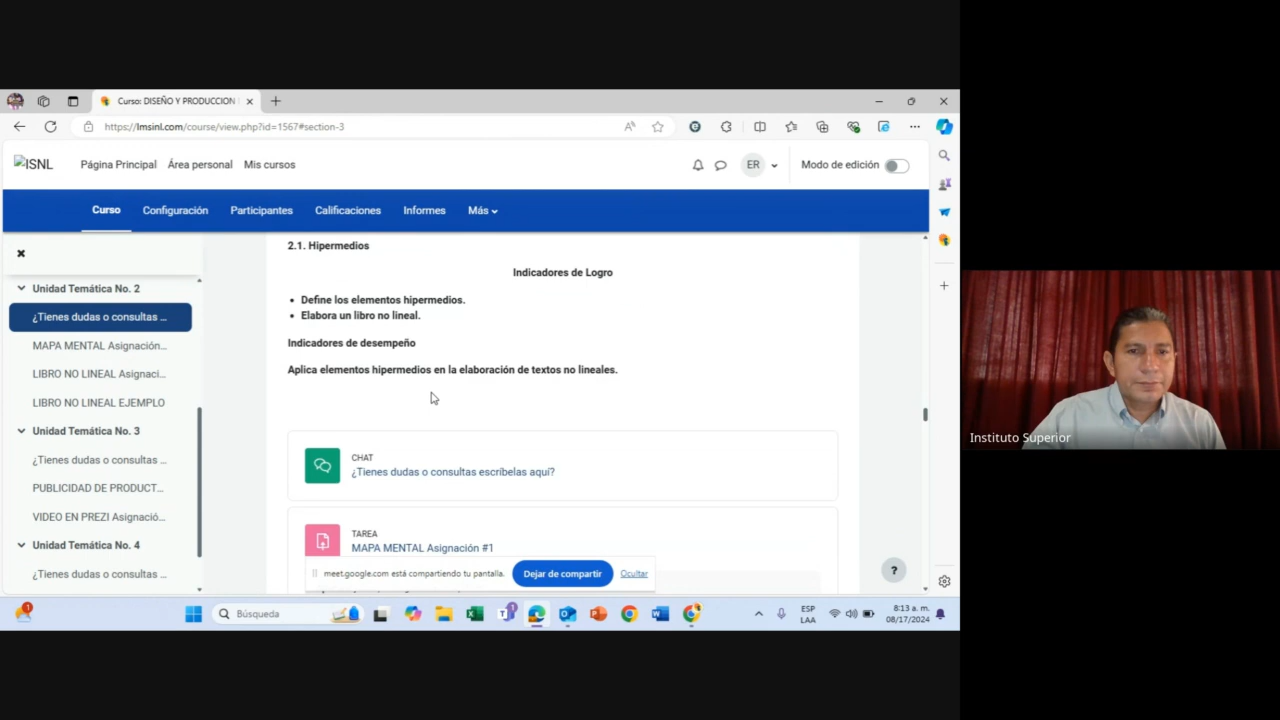 Curso: DISEÑO Y PRODUCCION
https://lmsinl.com/course/view.php?id=1567#section-3
ISNL
Página Principal Área personal Mis cursos
ER
Modo de edición
Curso Configuración Participantes Calificaciones Informes Más
Unidad Temática No. 2
¿Tienes dudas o consultas ...
MAPA MENTAL Asignación...
LIBRO NO LINEAL Asignaci...
LIBRO NO LINEAL EJEMPLO
Unidad Temática No. 3
¿Tienes dudas o consultas ...
PUBLICIDAD DE PRODUCT...
VIDEO EN PREZI Asignació...
Unidad Temática No. 4
¿Tienes dudas o consultas ...
2.1. Hipermedios
Indicadores de Logro
• Define los elementos hipermedios.
• Elabora un libro no lineal.
Indicadores de desempeño
Aplica elementos hipermedios en la elaboración de textos no lineales.
CHAT
¿Tienes dudas o consultas escríbelas aquí?
TAREA
MAPA MENTAL Asignación #1
meet.google.com está compartiendo tu pantalla.
Dejar de compartir
Ocultar
?
Búsqueda
ESP
LAA
8:13 a. m.
08/17/2024
Instituto Superior